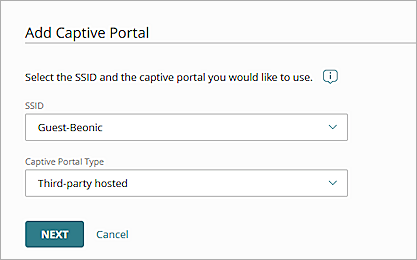 Add Captive Portal
Select the SSID and the captive portal you would like to use.
SSID
Guest-Beonic
Captive Portal Type
Third-party hosted
NEXT Cancel